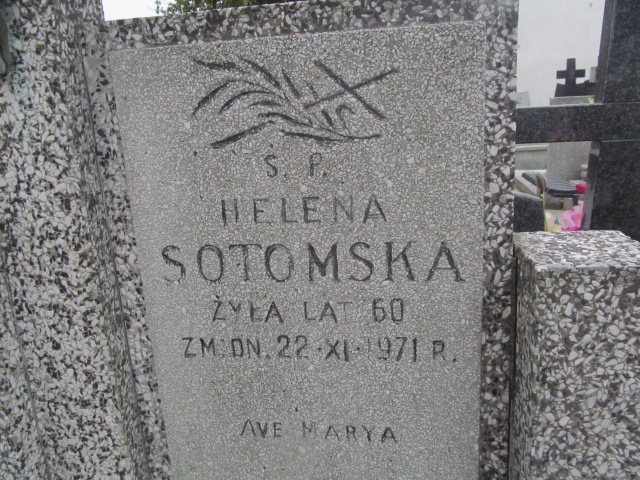 Ś. P.
HELENA
SOTOMSKA
ŻYŁA LAT 60
ZM. DN. 22·XI·1971 R.
AVE MARYA